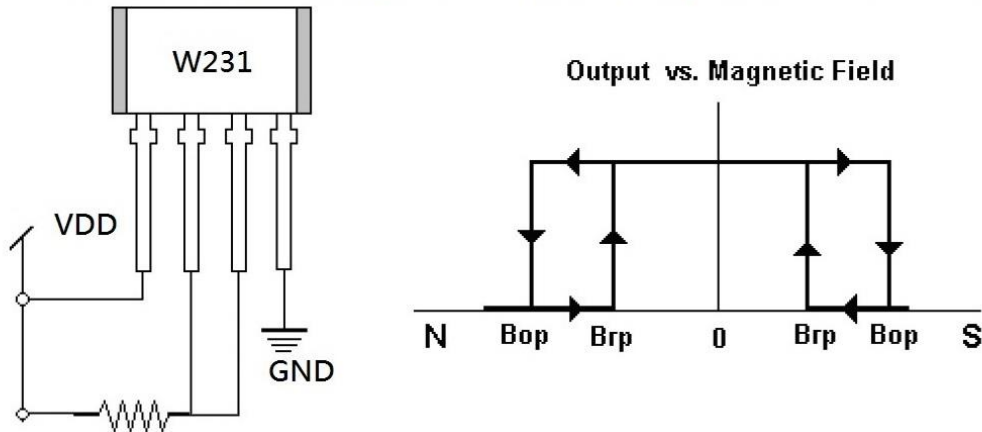 W231
VDD
GND
Output vs. Magnetic Field
N Bop Brp 0 Brp Bop S